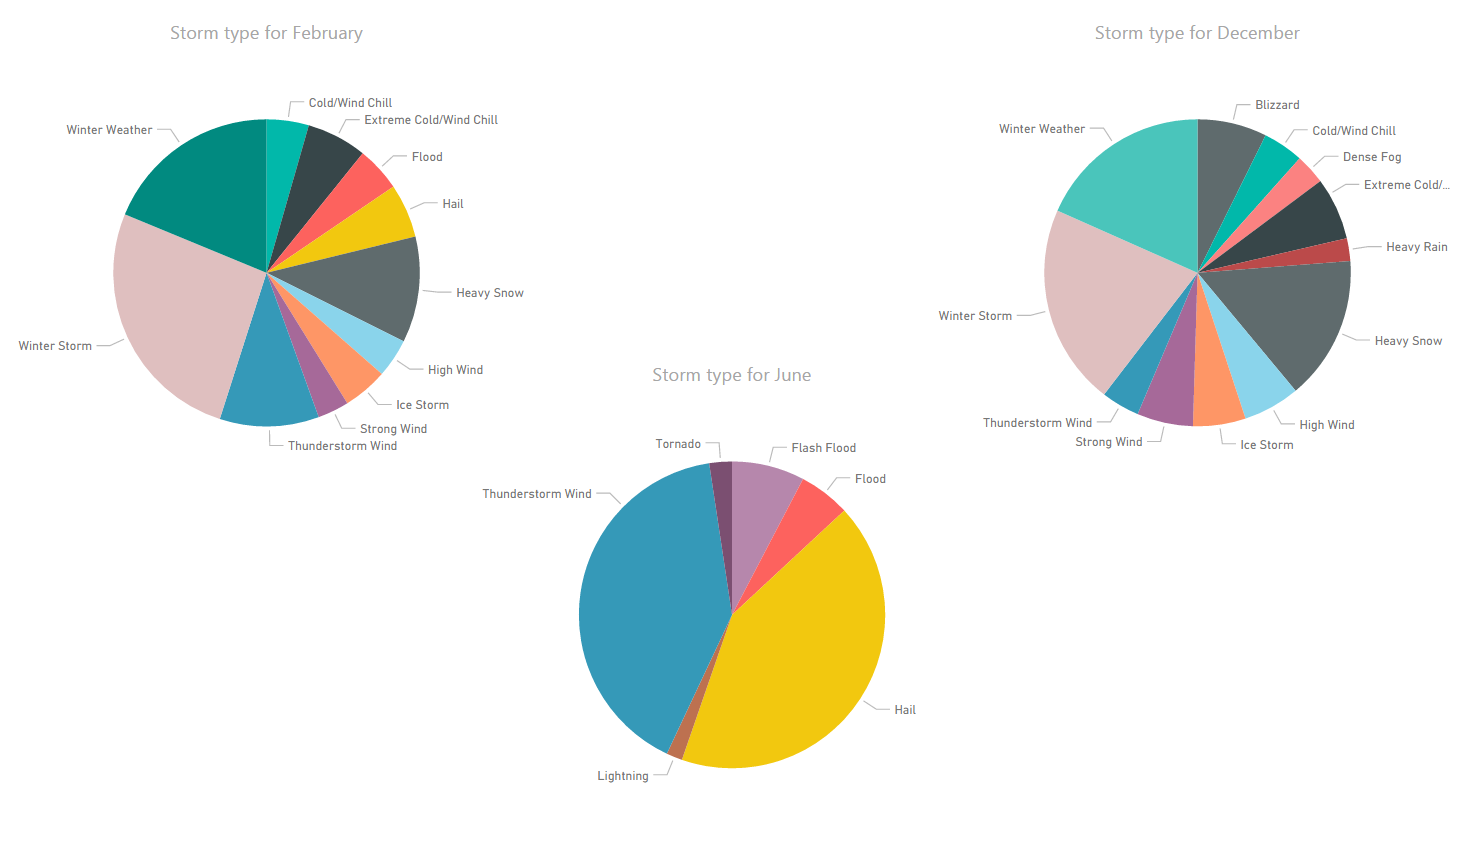 Storm type for February
Cold/Wind Chill
Extreme Cold/Wind Chill
Flood
Hail
Heavy Snow
High Wind
Ice Storm
Strong Wind
Thunderstorm Wind
Winter Storm
Winter Weather
Storm type for June
Flash Flood
Flood
Hail
Lightning
Thunderstorm Wind
Tornado
Storm type for December
Blizzard
Cold/Wind Chill
Dense Fog
Extreme Cold/...
Heavy Rain
Heavy Snow
High Wind
Ice Storm
Strong Wind
Thunderstorm Wind
Winter Storm
Winter Weather